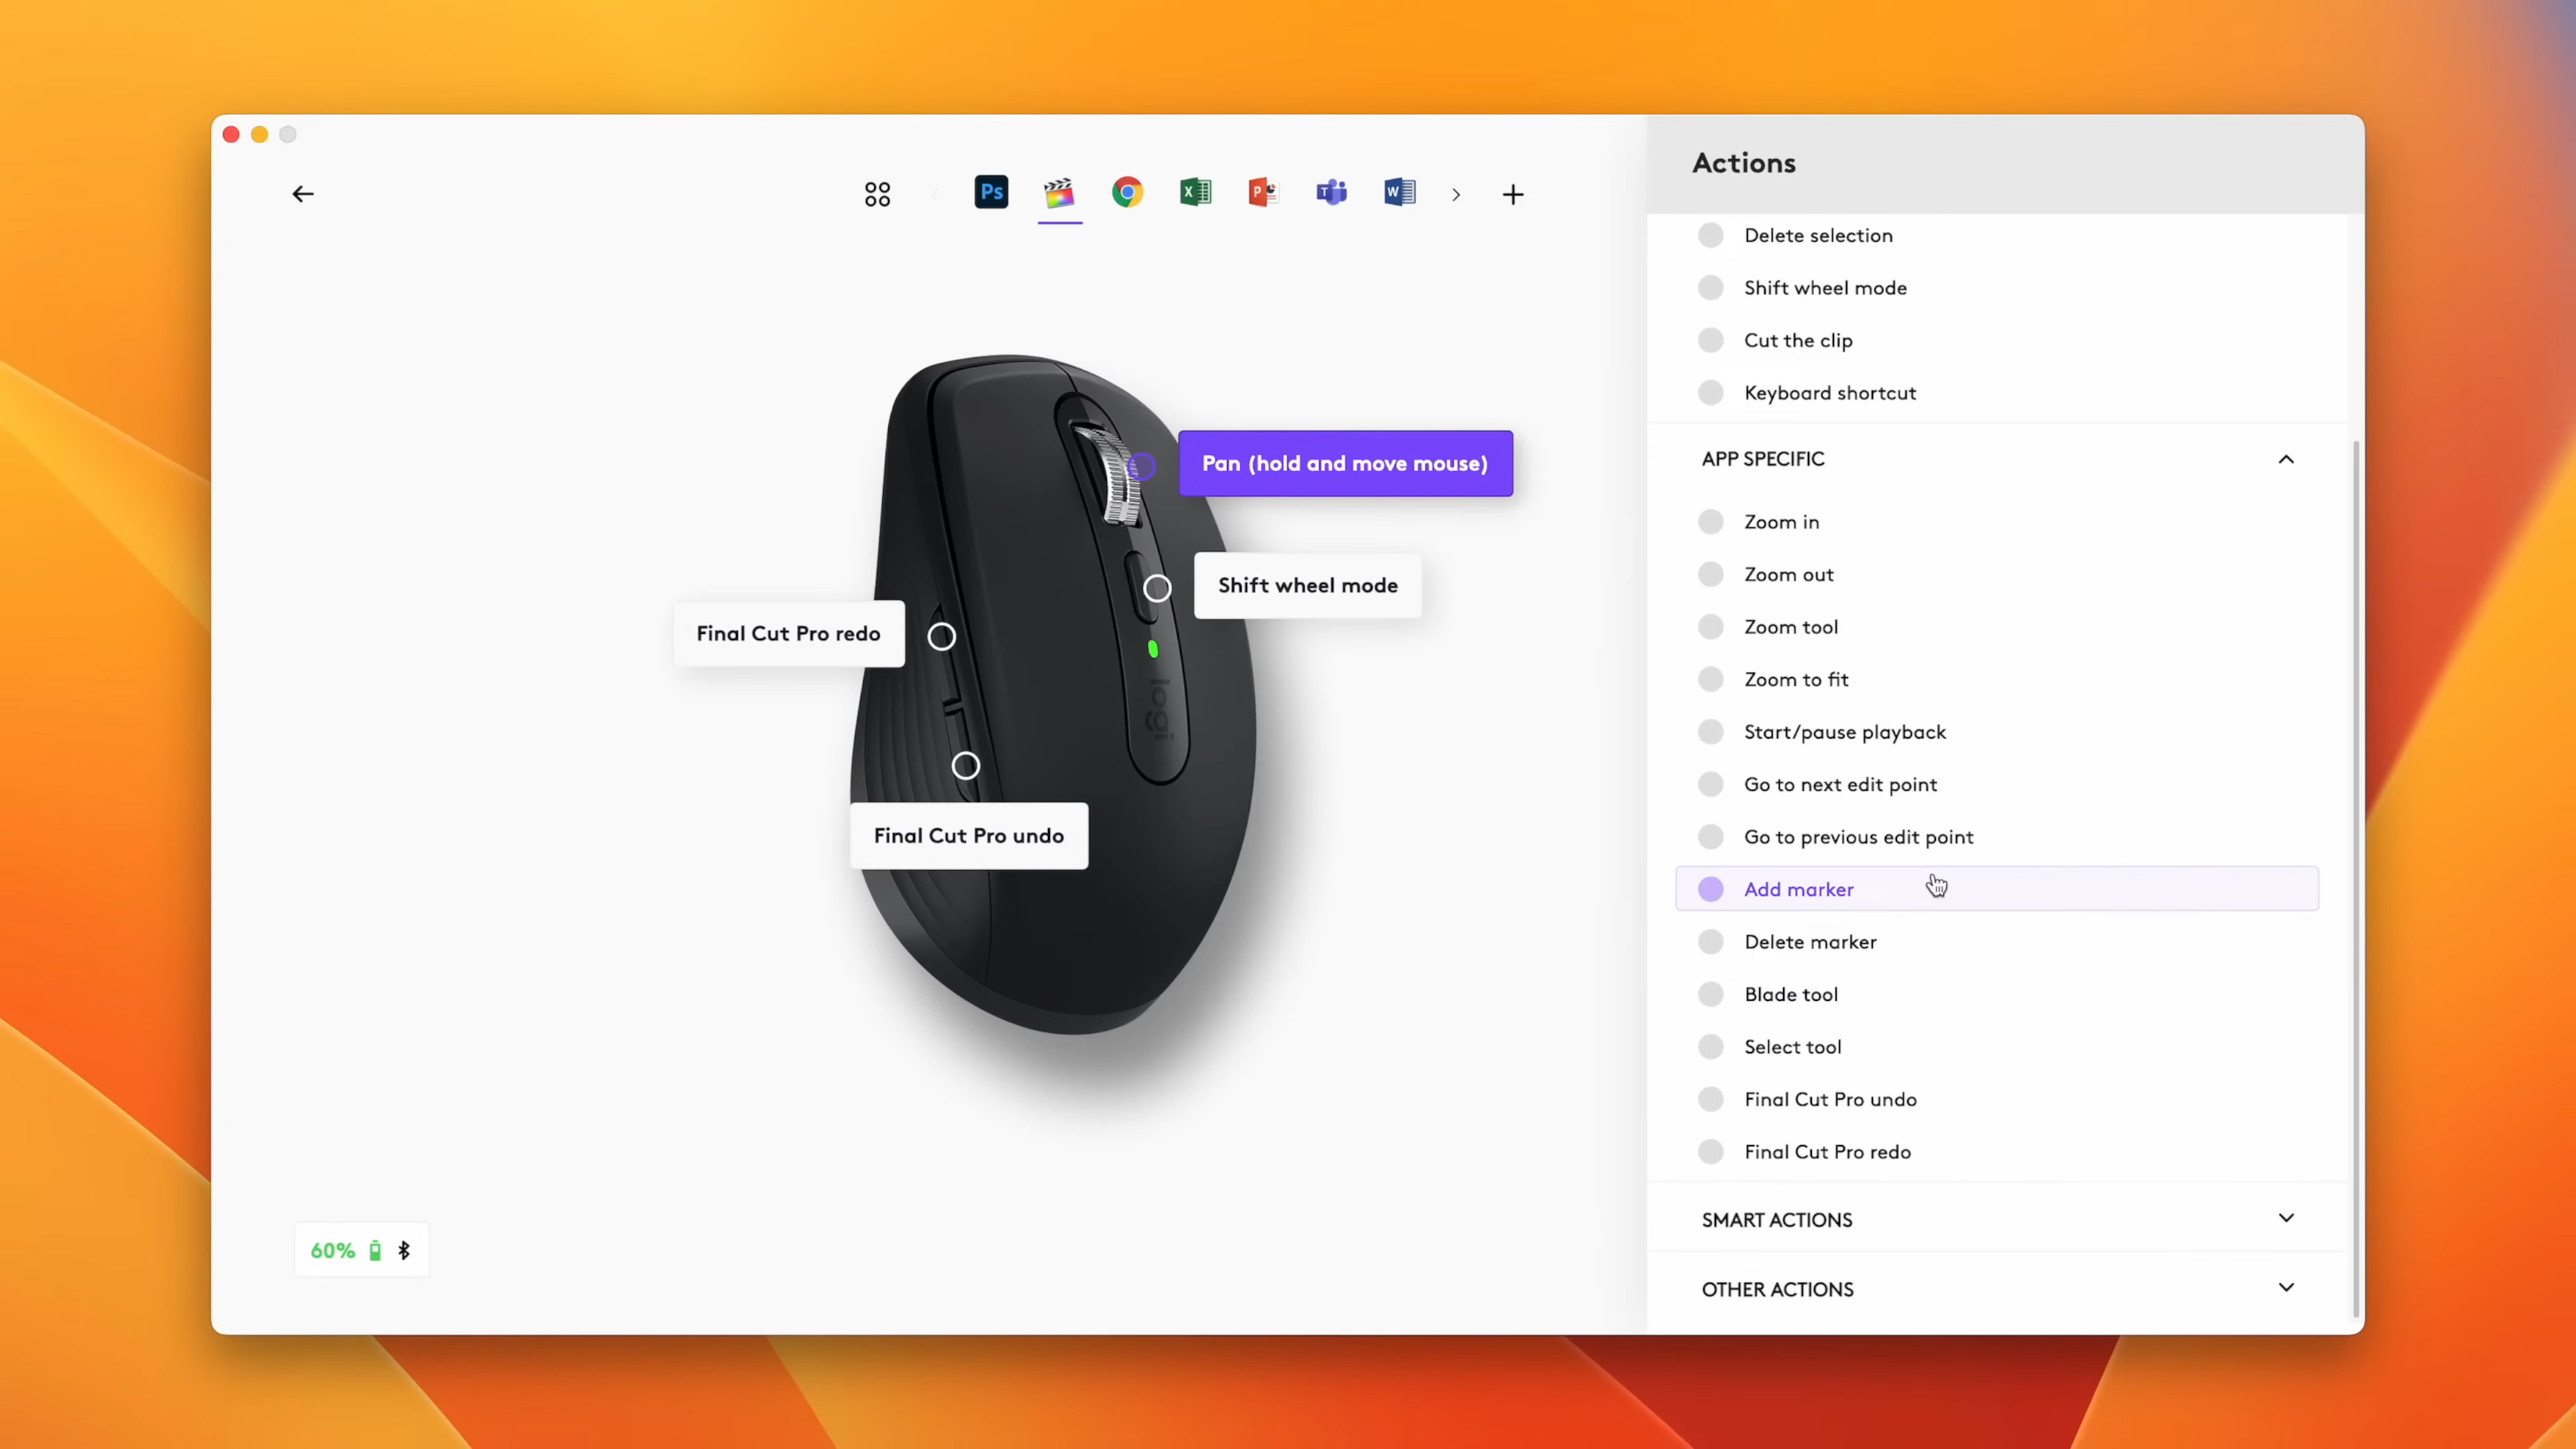 Actions
Ps
X
P
T
W
Delete selection
Shift wheel mode
Cut the clip
Keyboard shortcut
Pan (hold and move mouse)
APP SPECIFIC
Zoom in
Zoom out
Shift wheel mode
Zoom tool
Final Cut Pro redo
Zoom to fit
logi
Start/pause playback
Go to next edit point
Final Cut Pro undo
Go to previous edit point
Add marker
Delete marker
Blade tool
Select tool
Final Cut Pro undo
Final Cut Pro redo
SMART ACTIONS
60%
OTHER ACTIONS